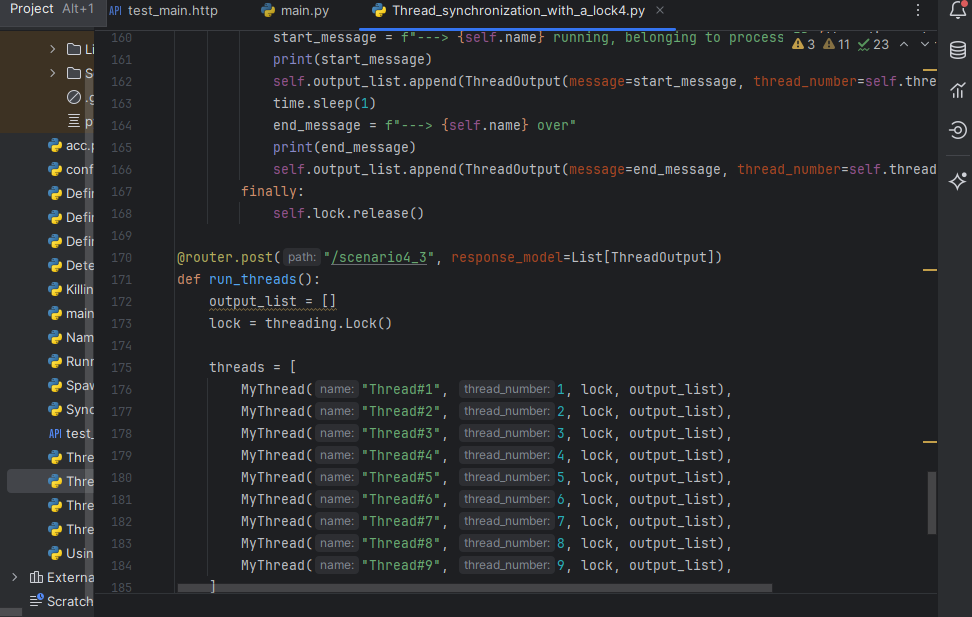 Project Alt+1
API test_main.http main.py Thread_synchronization_with_a_lock4.py
3 11 23
Li
S
.g
p
acc.p
conf
Defin
Defin
Defin
Dete
Killin
main
Nam
Runn
Spaw
Sync
API test_
Thre
Thre
Thre
Thre
Usin
Externa
Scratch
160 start_message = f"---> {self.name} running, belonging to process
161 print(start_message)
162 self.output_list.append(ThreadOutput(message=start_message, thread_number=self.thre
163 time.sleep(1)
164 end_message = f"---> {self.name} over"
165 print(end_message)
166 self.output_list.append(ThreadOutput(message=end_message, thread_number=self.thread
167 finally:
168 self.lock.release()
169
170 @router.post( path: "/scenario4_3", response_model=List[ThreadOutput])
171 def run_threads():
172 output_list = []
173 lock = threading.Lock()
174
175 threads = [
176 MyThread( name: "Thread#1", thread_number: 1, lock, output_list),
177 MyThread( name: "Thread#2", thread_number: 2, lock, output_list),
178 MyThread( name: "Thread#3", thread_number: 3, lock, output_list),
179 MyThread( name: "Thread#4", thread_number: 4, lock, output_list),
180 MyThread( name: "Thread#5", thread_number: 5, lock, output_list),
181 MyThread( name: "Thread#6", thread_number: 6, lock, output_list),
182 MyThread( name: "Thread#7", thread_number: 7, lock, output_list),
183 MyThread( name: "Thread#8", thread_number: 8, lock, output_list),
184 MyThread( name: "Thread#9", thread_number: 9, lock, output_list),
185 ]